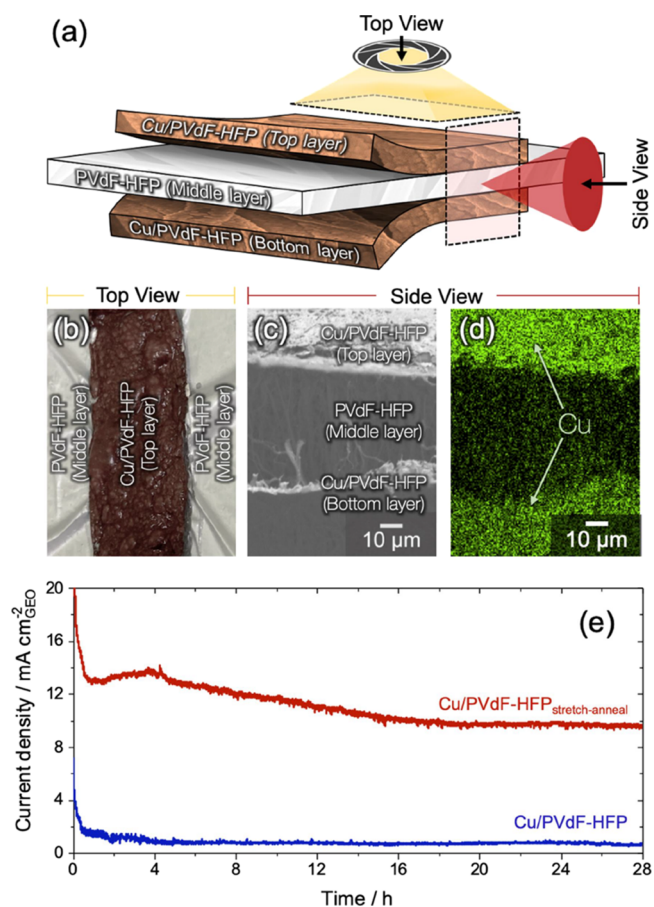 (a)
Top View
Cu/PVdF-HFP (Top layer)
PVdF-HFP (Middle layer)
Cu/PVdF-HFP (Bottom layer)
Side View
Top View
Side View
(b)
PVdF-HFP
(Middle layer)
Cu/PVdF-HFP
(Top layer)
PVdF-HFP
(Middle layer)
(c)
Cu/PVdF-HFP
(Top layer)
PVdF-HFP
(Middle layer)
Cu/PVdF-HFP
(Bottom layer)
10 µm
(d)
Cu
10 µm
(e)
Current density / mA cm⁻²GEO
20
16
12
8
4
0
Cu/PVdF-HFPstretch-anneal
Cu/PVdF-HFP
0 4 8 12 16 20 24 28
Time / h